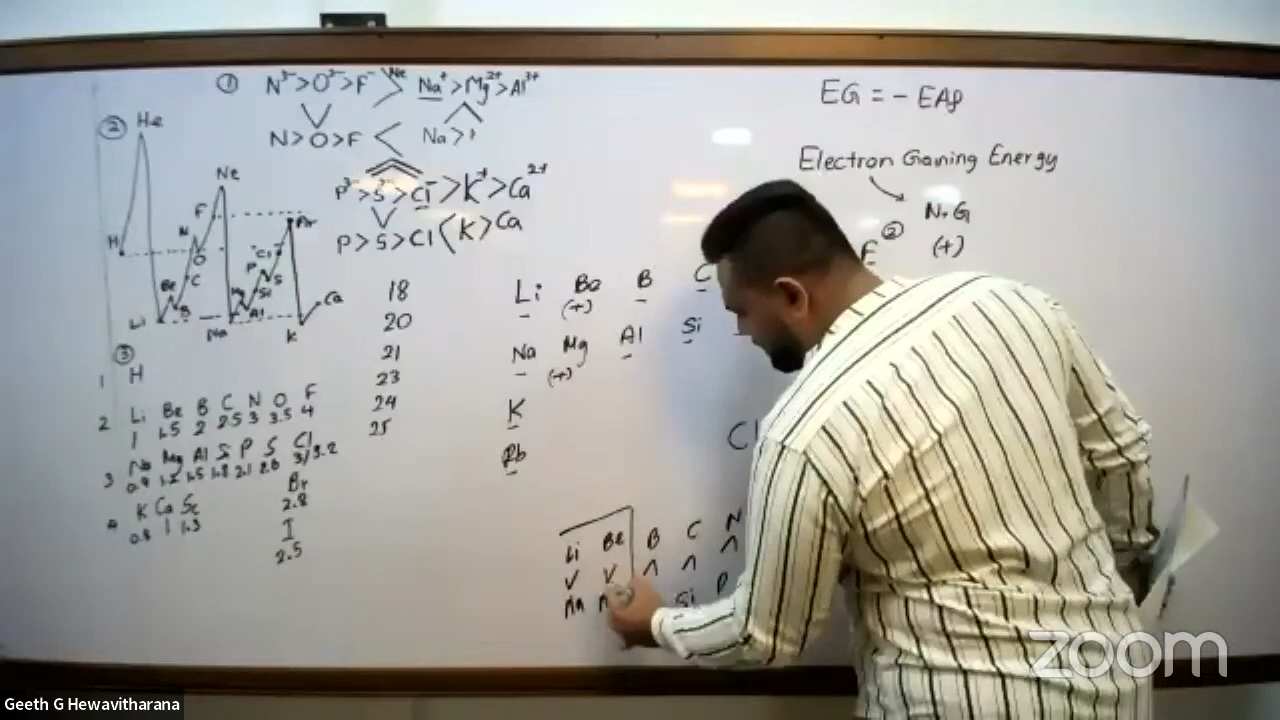 ① N³⁻>O²⁻>F⁻ > Na⁺>Mg²⁺>Al³⁺
Ne
N>O>F < Na>
P³⁻>S²⁻>Cl⁻>K⁺>Ca²⁺
P>S>Cl<K>Ca
② He
Ne
F
N
H
O
C
Be
B
Li
Na
Mg
Al
Si
P
S
Cl
Ar
K
Ca
18
20
21
23
24
25
③
1 H
2 Li Be B C N O F
1 1.5 2 2.5 3 3.5 4
3 Na Mg Al Si P S Cl
0.9 1.2 1.5 1.8 2.1 3/3.2
4 K Ca Sc Br
0.8 1 1.3 2.8
I
2.5
EG = - EAf
Electron Gaining Energy
N.G
(+)
F ②
Li Be B C
(+)
Na Mg Al Si
(+)
K
Rb
Cl
Li Be B C N
V V Λ Λ Λ
Na Si P
zoom
Geeth G Hewavitharana